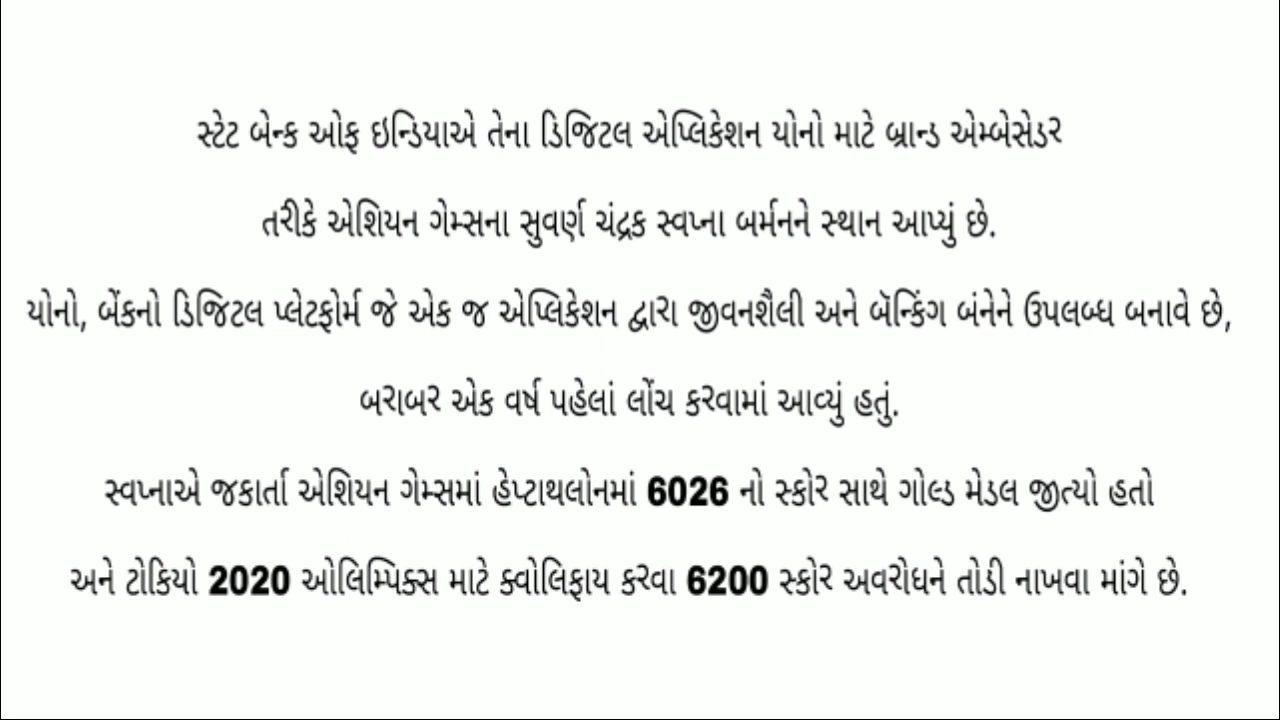 સ્ટેટ બેન્ક ઓફ ઇન્ડિયાએ તેના ડિજિટલ એપ્લિકેશન યોનો માટે બ્રાન્ડ એમ્બેસેડર
તરીકે એશિયન ગેમ્સના સુવર્ણ ચંદ્રક સ્વપ્ના બર્મનને સ્થાન આપ્યું છે.
યોનો, બેંકનો ડિજિટલ પ્લેટફોર્મ જે એક જ એપ્લિકેશન દ્વારા જીવનશૈલી અને બૅન્કિંગ બંનેને ઉપલબ્ધ બનાવે છે,
બરાબર એક વર્ષ પહેલાં લોંચ કરવામાં આવ્યું હતું.
સ્વપ્નાએ જકાર્તા એશિયન ગેમ્સમાં હેપ્ટાથલોનમાં 6026 નો સ્કોર સાથે ગોલ્ડ મેડલ જીત્યો હતો
અને ટોકિયો 2020 ઓલિમ્પિક્સ માટે ક્વોલિફાય કરવા 6200 સ્કોર અવરોધને તોડી નાખવા માંગે છે.